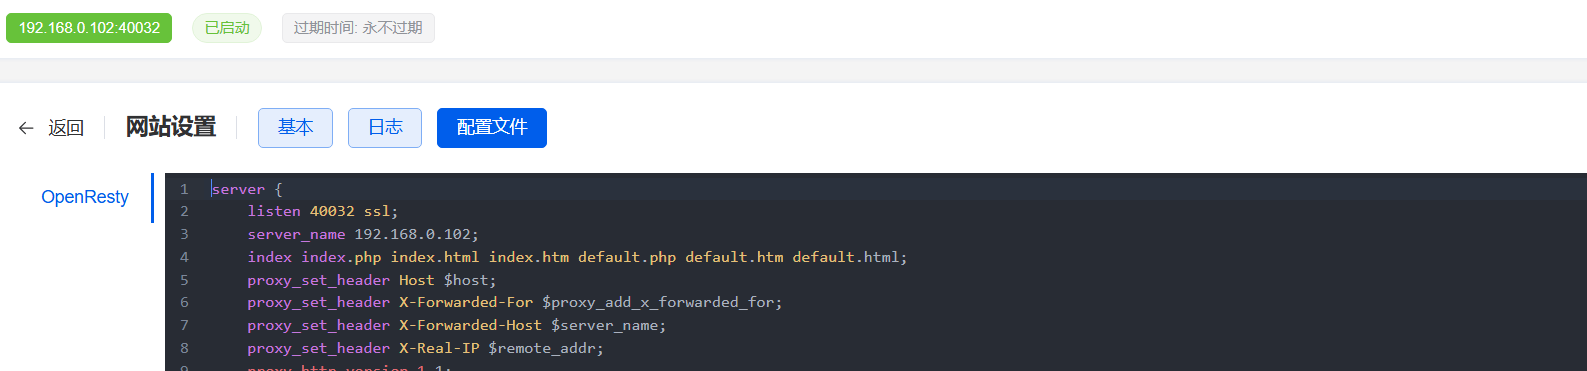 192.168.0.102:40032 已启动 过期时间: 永不过期
← 返回 网站设置 基本 日志 配置文件
OpenResty
1 server {
2 listen 40032 ssl;
3 server_name 192.168.0.102;
4 index index.php index.html index.htm default.php default.htm default.html;
5 proxy_set_header Host $host;
6 proxy_set_header X-Forwarded-For $proxy_add_x_forwarded_for;
7 proxy_set_header X-Forwarded-Host $server_name;
8 proxy_set_header X-Real-IP $remote_addr;
9 proxy_http_version 1.1;